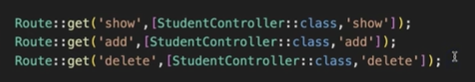 Route::get('show',[StudentController::class,'show']);
Route::get('add',[StudentController::class,'add']);
Route::get('delete',[StudentController::class,'delete']);